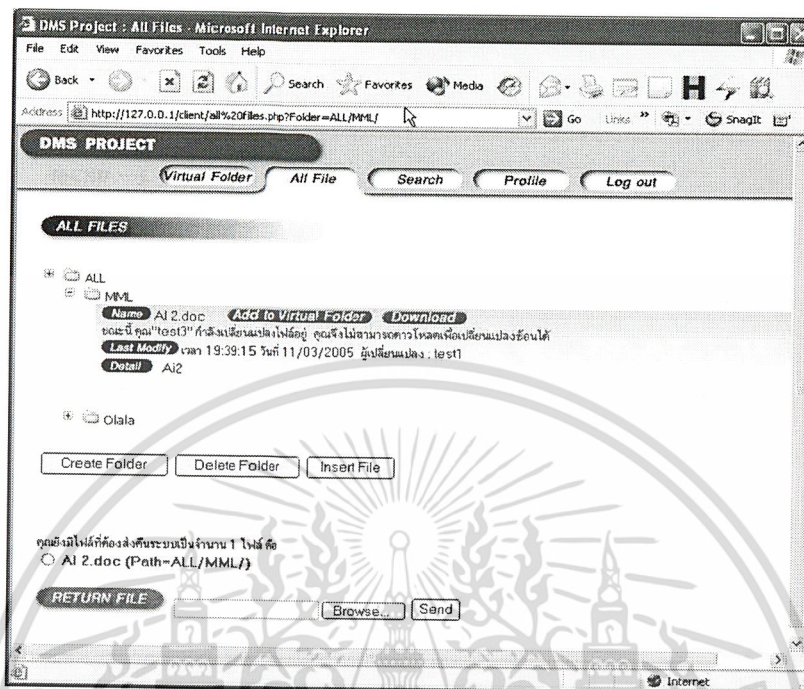 DMS Project : All Files - Microsoft Internet Explorer
File Edit View Favorites Tools Help
Back Search Favorites Media
Address http://127.0.0.1/client/all%20files.php?Folder=ALL/MML/ Go Links » SnagIt
DMS PROJECT
Virtual Folder All File Search Profile Log out
ALL FILES
ALL
MML
Name AI 2.doc Add to Virtual Folder Download
ขณะนี้ คุณ"test3" กำลังเปลี่ยนแปลงไฟล์อยู่ คุณจึงไม่สามารถดาวโหลดเพื่อเปลี่ยนแปลงซ้อนได้
Last Modify เวลา 19:39:15 วันที่ 11/03/2005 ผู้เปลี่ยนแปลง : test1
Detail Ai2
Olala
Create Folder Delete Folder Insert File
คุณยังมีไฟล์ที่ต้องส่งคืนระบบเป็นจำนวน 1 ไฟล์ คือ
AI 2.doc (Path=ALL/MML/)
RETURN FILE Browse... Send
Internet